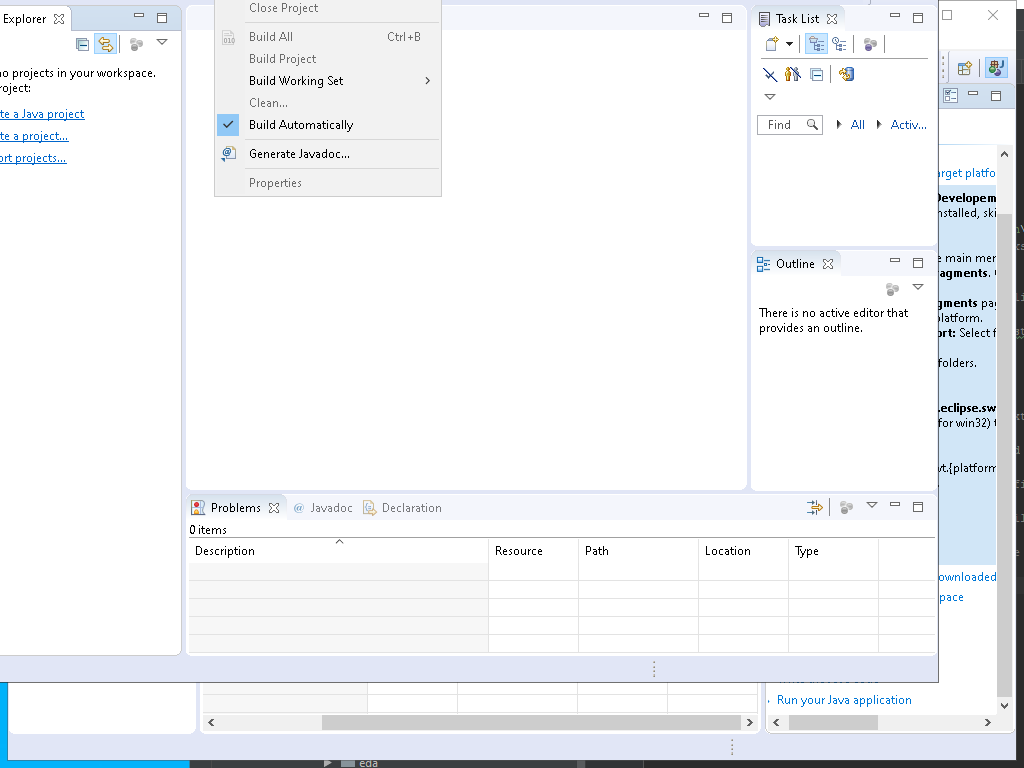 Explorer
Close Project
Task List
Build All Ctrl+B
Build Project
Build Working Set
Clean...
Build Automatically
Generate Javadoc...
Properties
no projects in your workspace.
roject:
te a Java project
te a project...
ort projects...
Find All Activ...
Outline
There is no active editor that
provides an outline.
arget platfo
Developem
nstalled, ski
e main mer
agments.
gments pag
latform.
ort: Select f
folders.
.eclipse.sw
for win32) t
vt.{platform
ownloaded
pace
Problems Javadoc Declaration
0 items
Description Resource Path Location Type
Run your Java application
eda